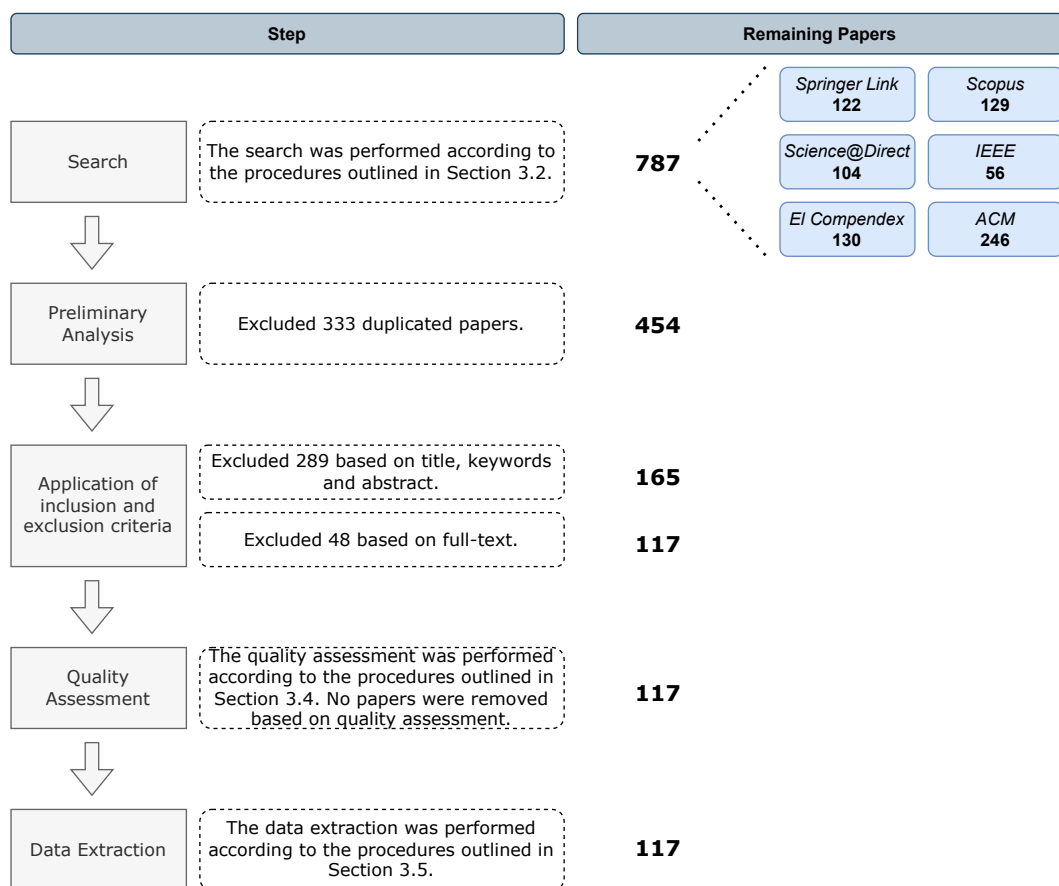 Step
Remaining Papers
Springer Link
122
Scopus
129
Search
The search was performed according to
the procedures outlined in Section 3.2.
787
Science@Direct
104
IEEE
56
EI Compendex
130
ACM
246
Preliminary
Analysis
Excluded 333 duplicated papers.
454
Application of
inclusion and
exclusion criteria
Excluded 289 based on title, keywords
and abstract.
165
Excluded 48 based on full-text.
117
Quality
Assessment
The quality assessment was performed
according to the procedures outlined in
Section 3.4. No papers were removed
based on quality assessment.
117
Data Extraction
The data extraction was performed
according to the procedures outlined in
Section 3.5.
117